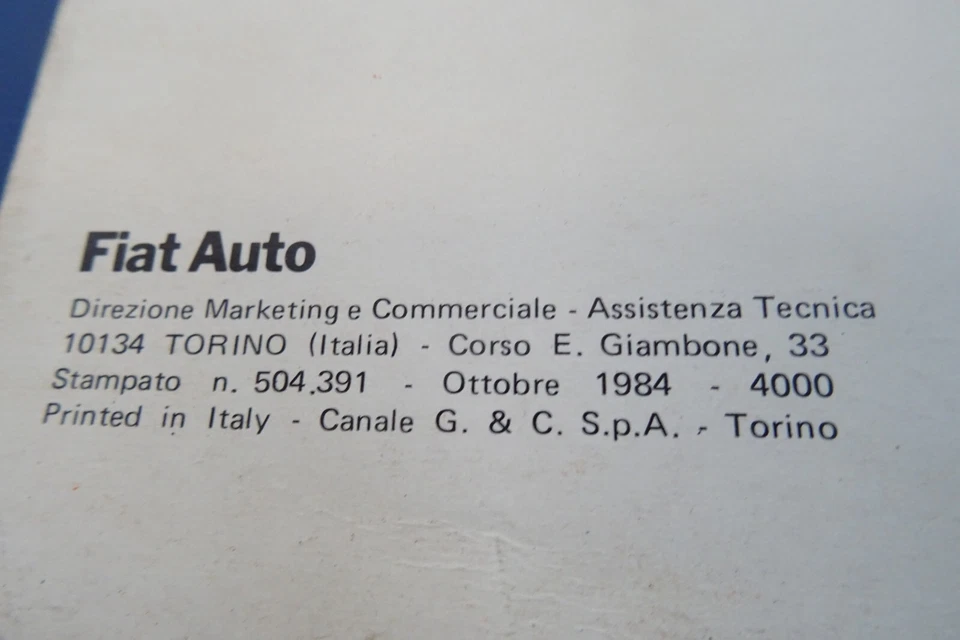 Fiat Auto
Direzione Marketing e Commerciale - Assistenza Tecnica
10134 TORINO (Italia) - Corso E. Giambone, 33
Stampato n. 504.391 - Ottobre 1984 - 4000
Printed in Italy - Canale G. & C. S.p.A. - Torino